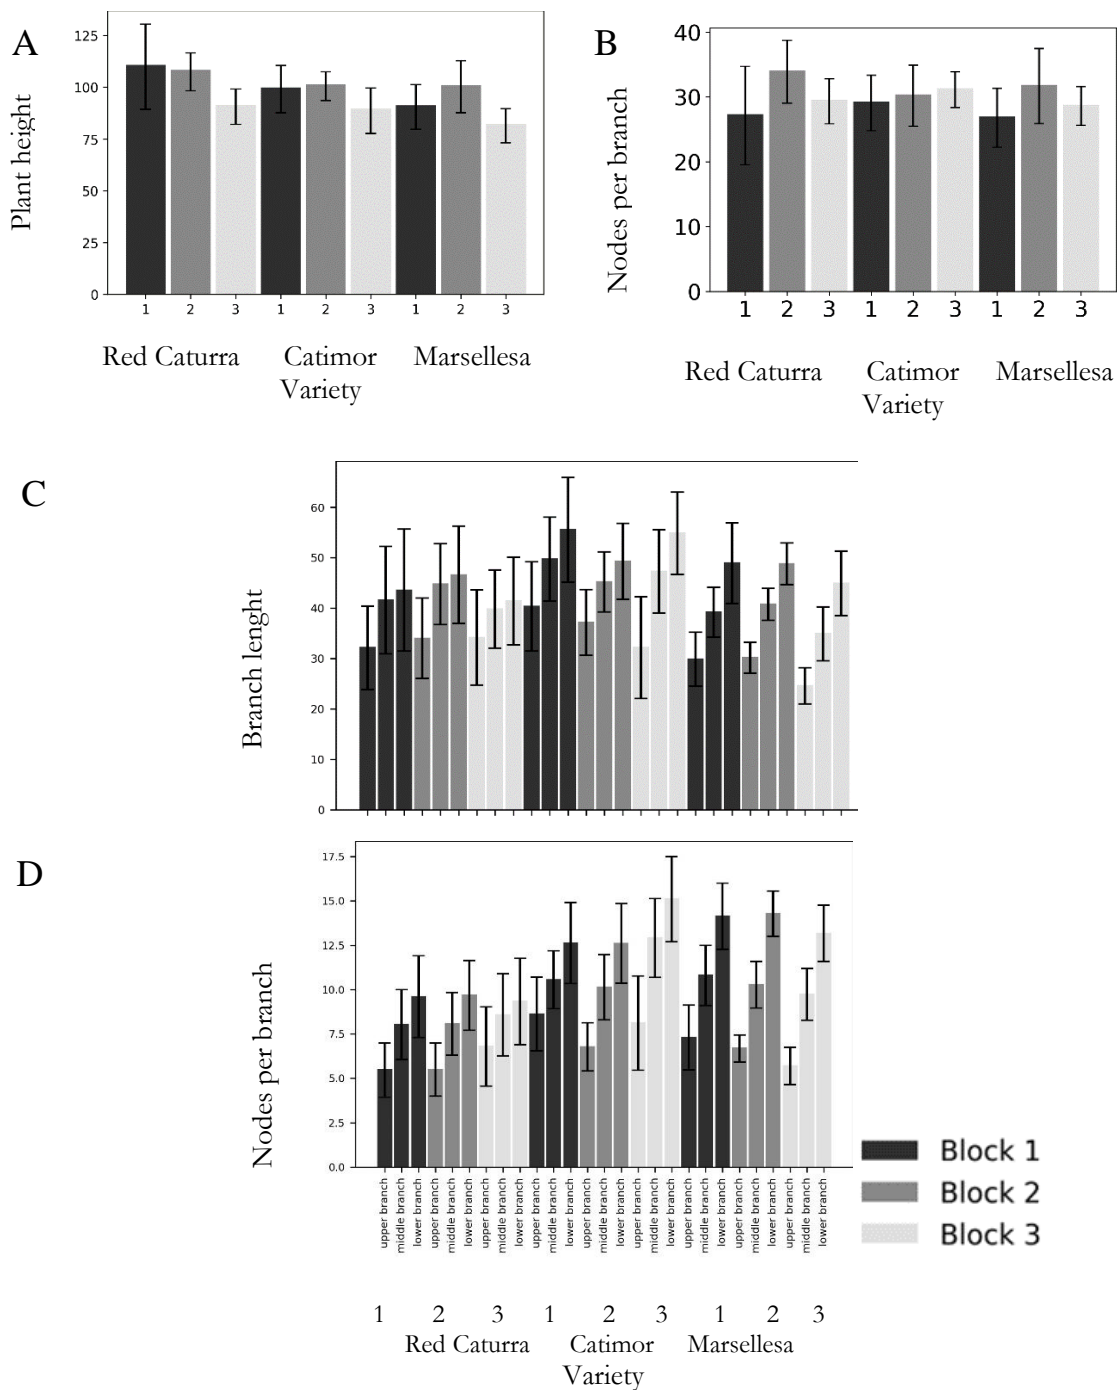 A
Plant height
125
100
75
50
25
0
1 2 3 1 2 3 1 2 3
Red Caturra Catimor Marsellesa
Variety
B
Nodes per branch
40
30
20
10
0
1 2 3 1 2 3 1 2 3
Red Caturra Catimor Marsellesa
Variety
C
Branch lenght
60
50
40
30
20
10
0
D
Nodes per branch
17.5
15.0
12.5
10.0
7.5
5.0
2.5
0.0
upper branch
middle branch
lower branch
upper branch
middle branch
lower branch
upper branch
middle branch
lower branch
upper branch
middle branch
lower branch
upper branch
middle branch
lower branch
upper branch
middle branch
lower branch
upper branch
middle branch
lower branch
upper branch
middle branch
lower branch
upper branch
middle branch
lower branch
Block 1
Block 2
Block 3
1 2 3 1 2 3 1 2 3
Red Caturra Catimor Marsellesa
Variety